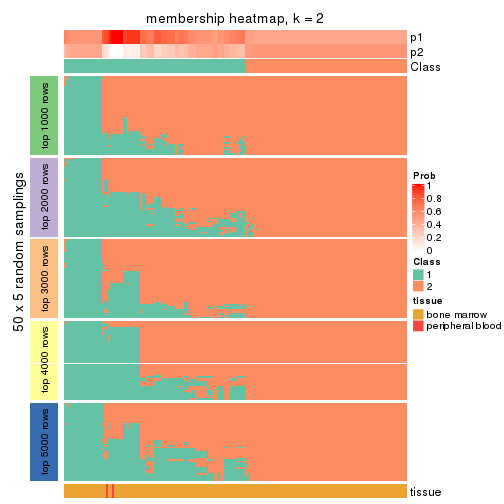 membership heatmap, k = 2
p1
p2
Class
50 x 5 random samplings
top 1000 rows
top 2000 rows
top 3000 rows
top 4000 rows
top 5000 rows
Prob
1
0.8
0.6
0.4
0.2
0
Class
1
2
tissue
bone marrow
peripheral blood
tissue